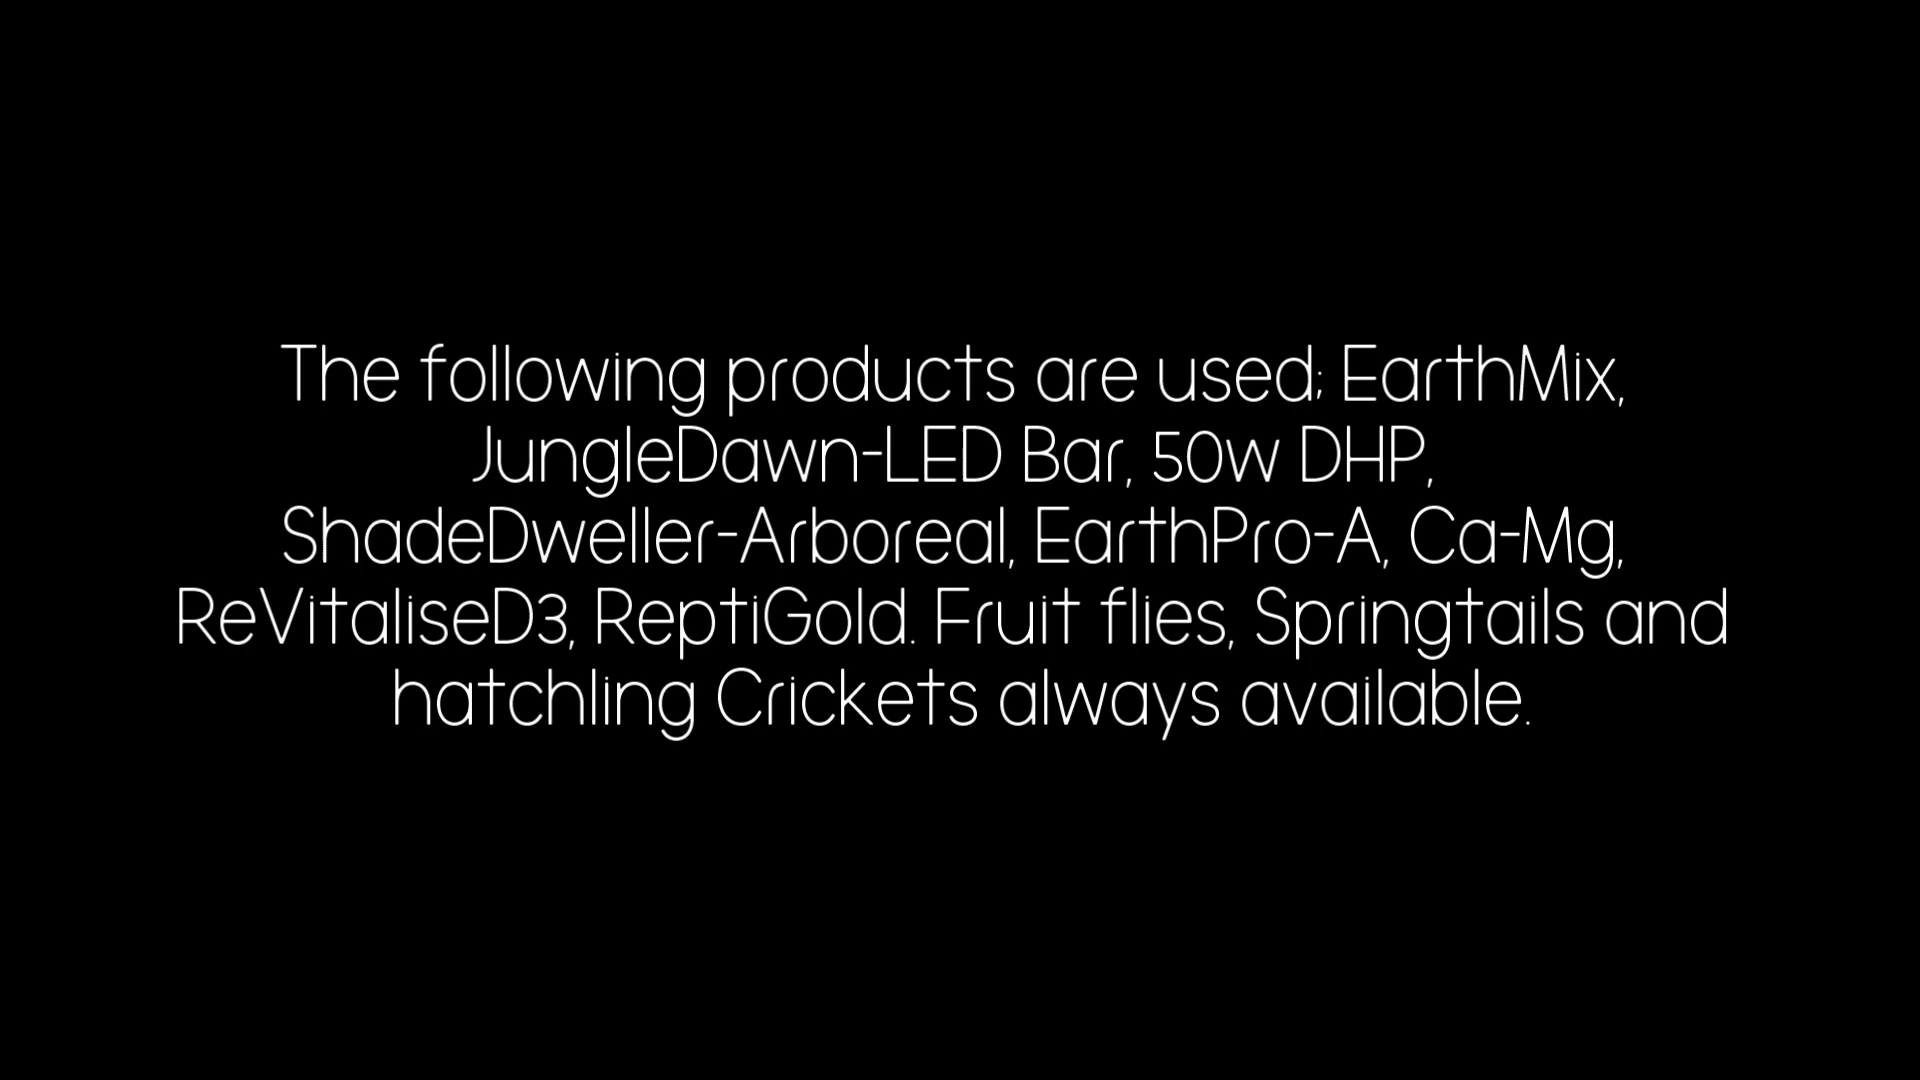 The following products are used; EarthMix,
JungleDawn-LED Bar, 50w DHP,
ShadeDweller-Arboreal, EarthPro-A, Ca-Mg,
ReVitaliseD3, ReptiGold. Fruit flies, Springtails and
hatchling Crickets always available.